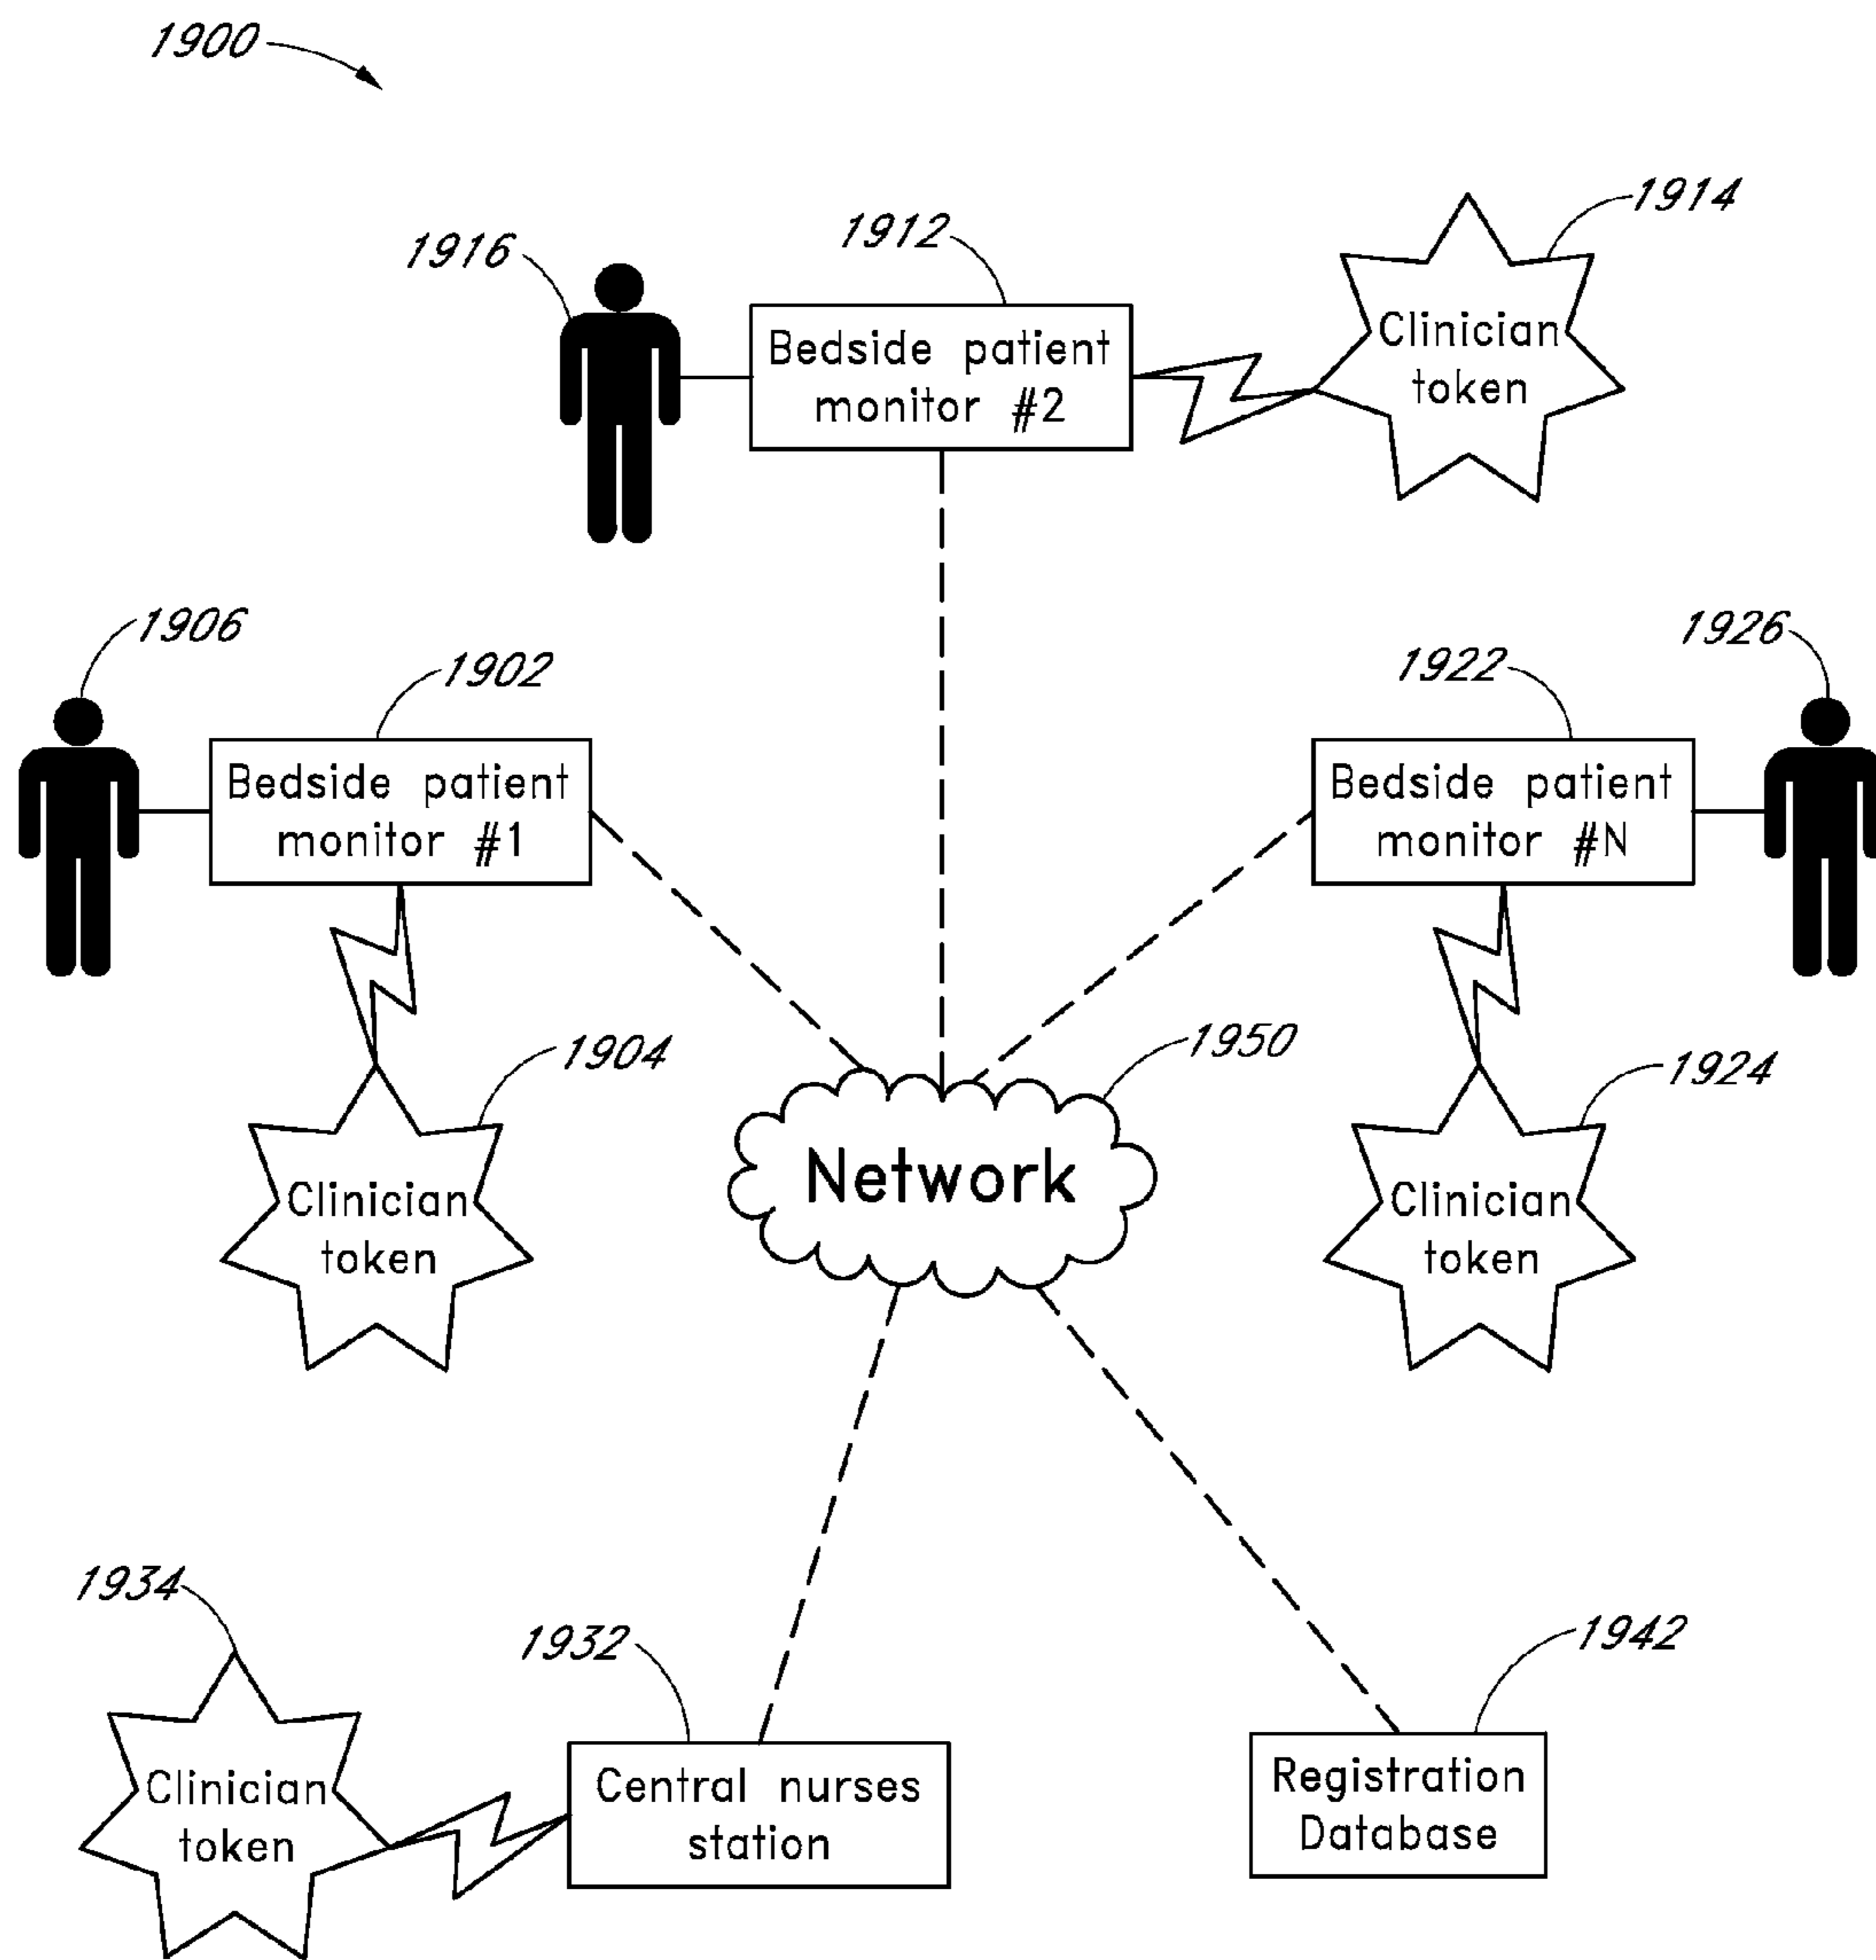 1900
1914
1912
1916
Bedside patient
monitor #2
Clinician
token
1906
1902
1922
1926
Bedside patient
monitor #1
Bedside patient
monitor #N
1904
1950
1924
Network
Clinician
token
Clinician
token
1934
1932
1942
Clinician
token
Central nurses
station
Registration
Database